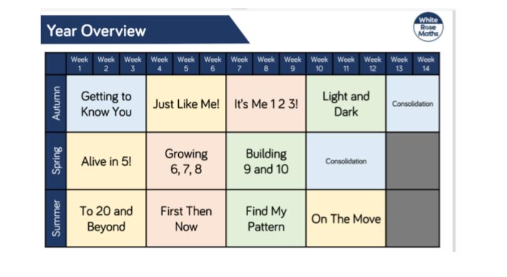 Year Overview
White
Rose
Maths
Week Week Week Week Week Week Week Week Week Week Week Week Week Week
1 2 3 4 5 6 7 8 9 10 11 12 13 14
Autumn
Getting to
Know You
Just Like Me!
It's Me 1 2 3!
Light and
Dark
Consolidation
Spring
Alive in 5!
Growing
6, 7, 8
Building
9 and 10
Consolidation
Summer
To 20 and
Beyond
First Then
Now
Find My
Pattern
On The Move